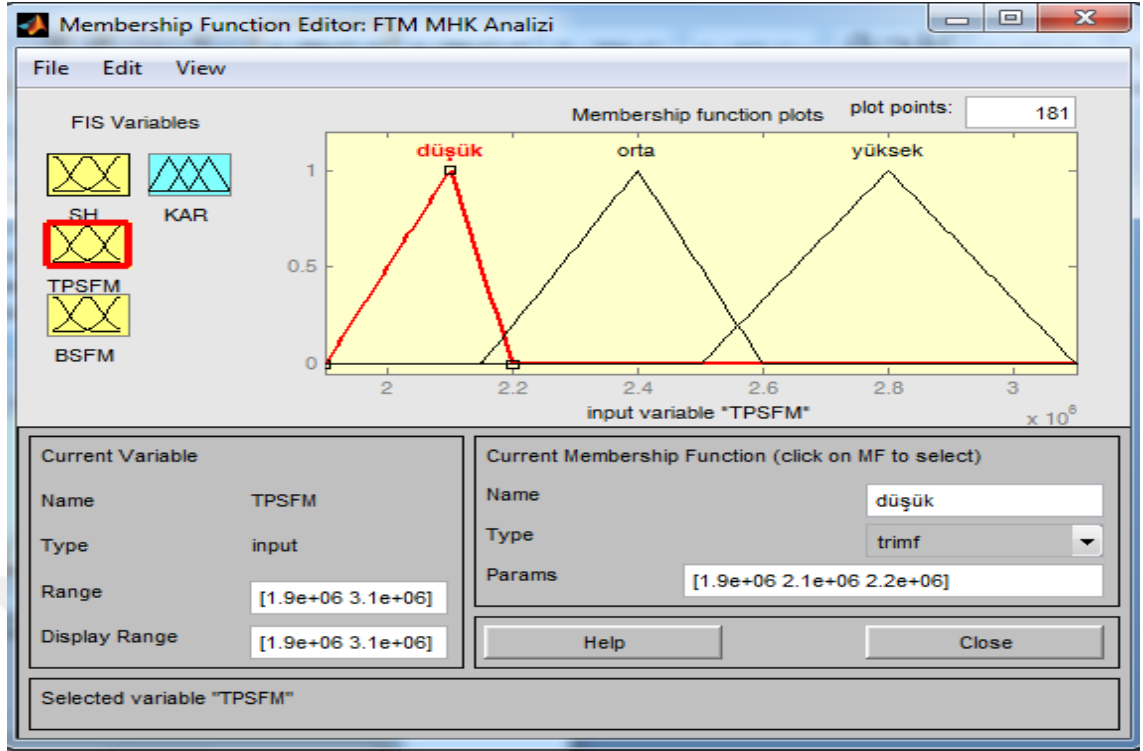 Membership Function Editor: FTM MHK Analizi
File Edit View
FIS Variables
SH
KAR
TPSFM
BSFM
Membership function plots
plot points:
181
düşük
orta
yüksek
1
0.5
0
2
2.2
2.4
2.6
2.8
3
input variable "TPSFM"
x 10^6
Current Variable
Name TPSFM
Type input
Range [1.9e+06 3.1e+06]
Display Range [1.9e+06 3.1e+06]
Current Membership Function (click on MF to select)
Name düşük
Type trimf
Params [1.9e+06 2.1e+06 2.2e+06]
Help
Close
Selected variable "TPSFM"